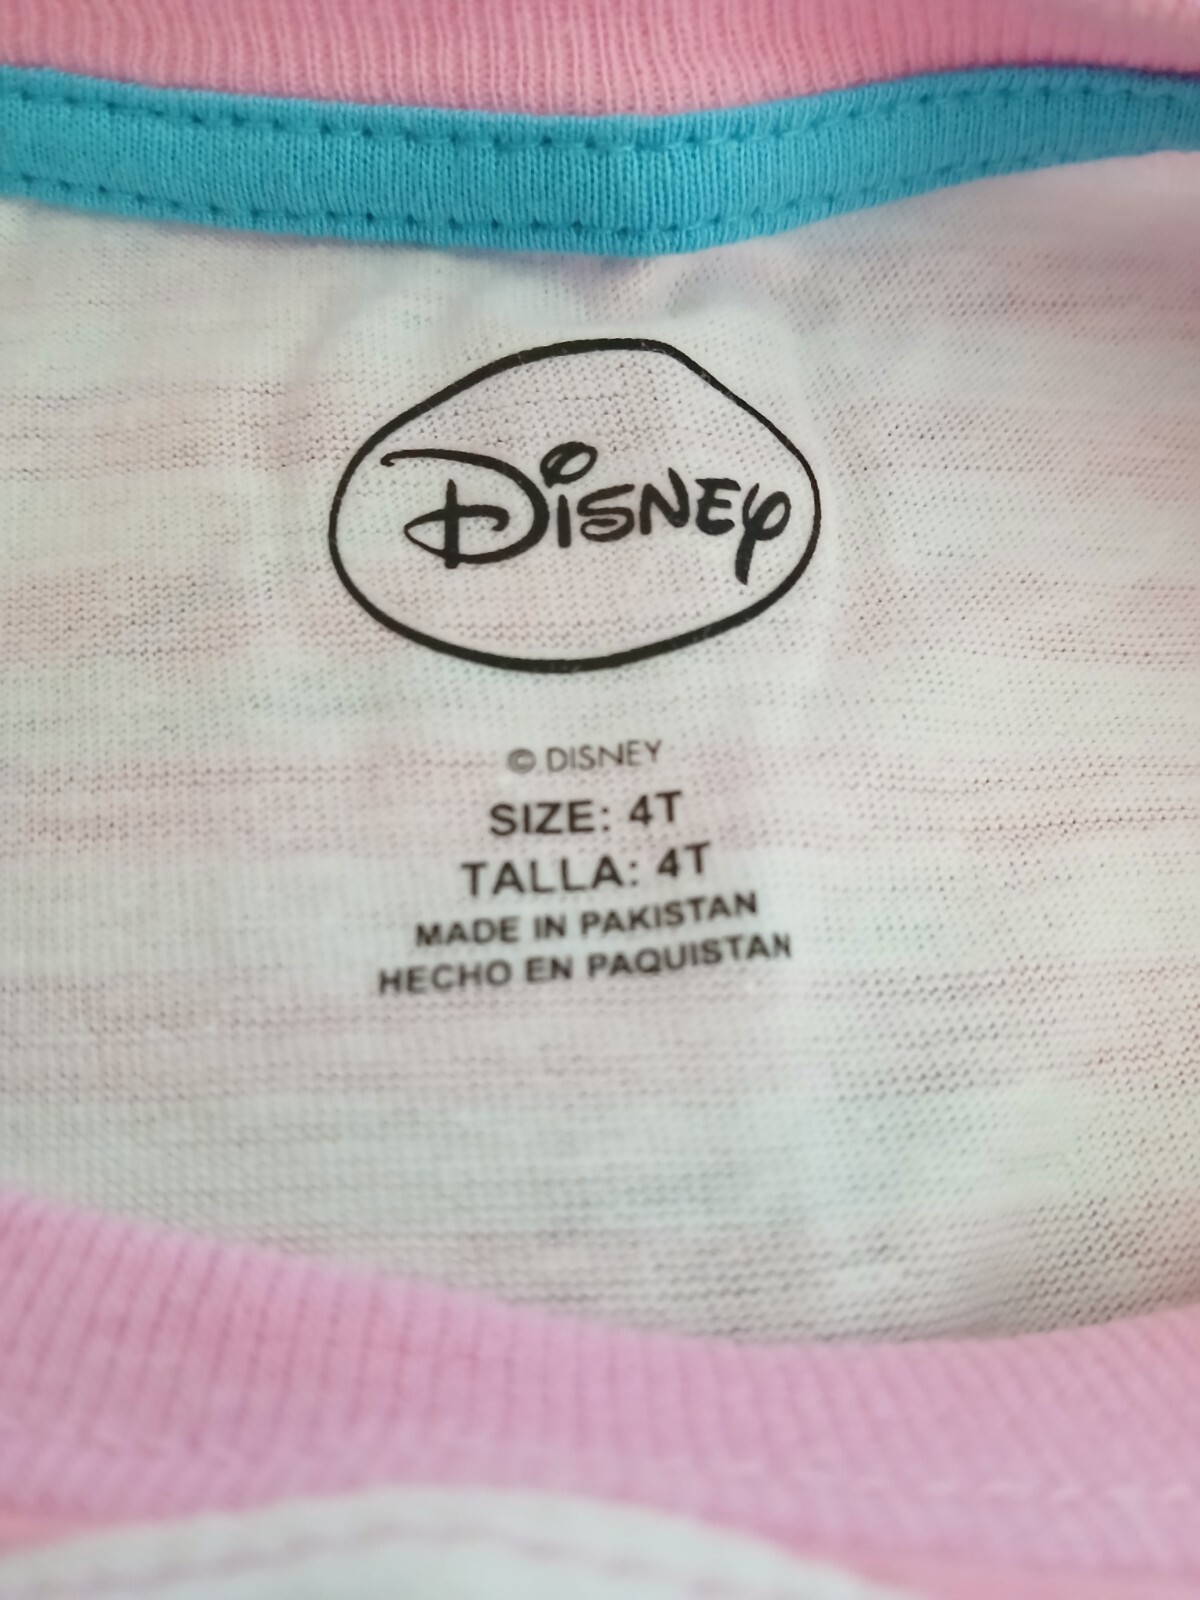 Disney
© DISNEY
SIZE: 4T
TALLA: 4T
MADE IN PAKISTAN
HECHO EN PAQUISTAN